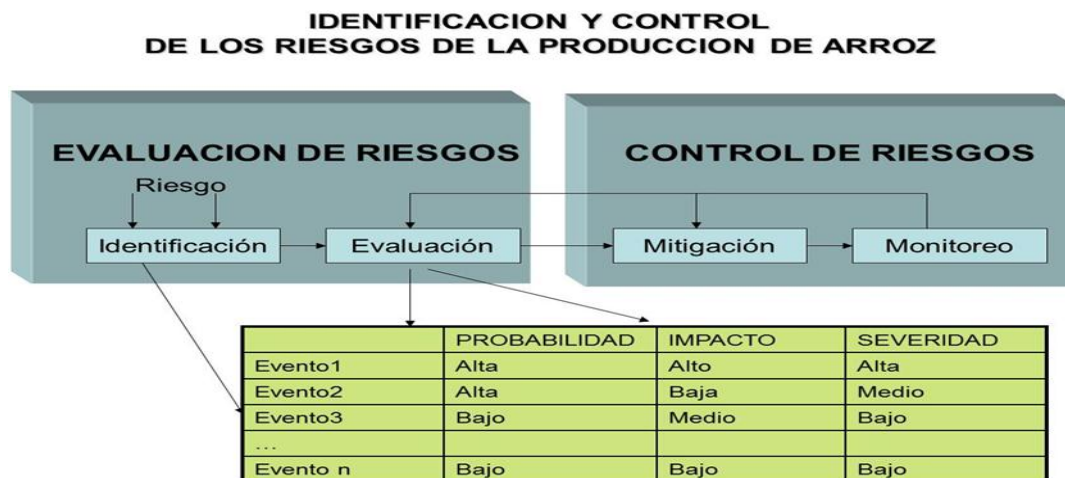 IDENTIFICACION Y CONTROL
DE LOS RIESGOS DE LA PRODUCCION DE ARROZ
EVALUACION DE RIESGOS
Riesgo
Identificación
Evaluación
CONTROL DE RIESGOS
Mitigación
Monitoreo
PROBABILIDAD IMPACTO SEVERIDAD
Evento1 Alta Alto Alta
Evento2 Alta Baja Medio
Evento3 Bajo Medio Bajo
...
Evento n Bajo Bajo Bajo